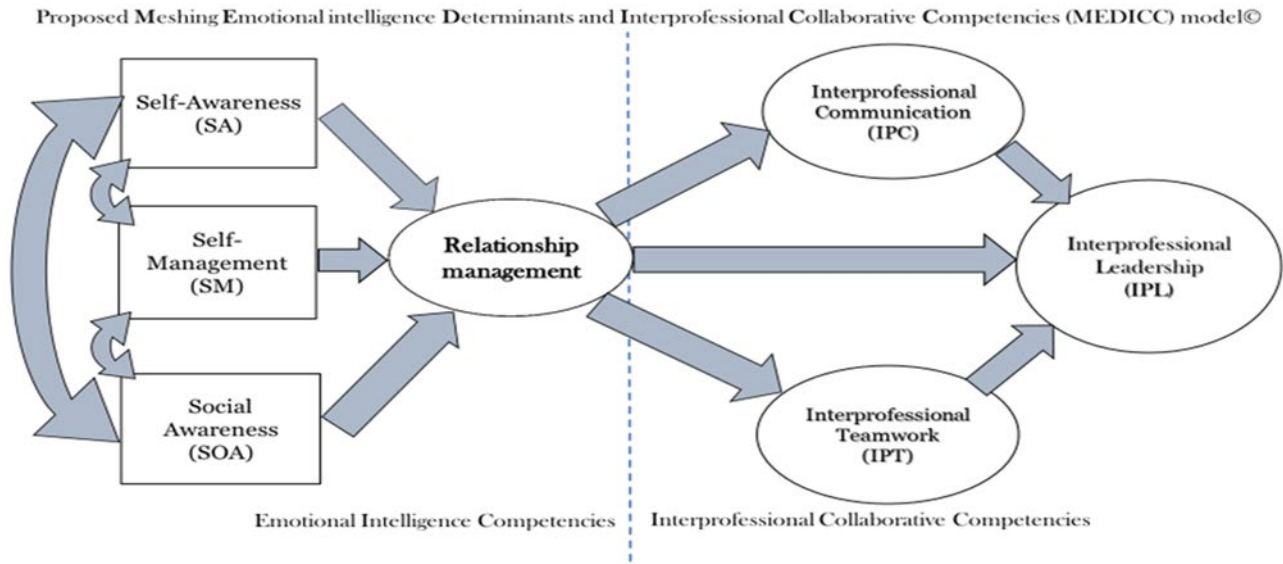 Proposed Meshing Emotional intelligence Determinants and Interprofessional Collaborative Competencies (MEDICC) model©
Self-Awareness
(SA)
Self-
Management
(SM)
Social
Awareness
(SOA)
Relationship
management
Interprofessional
Communication
(IPC)
Interprofessional
Leadership
(IPL)
Interprofessional
Teamwork
(IPT)
Emotional Intelligence Competencies
Interprofessional Collaborative Competencies